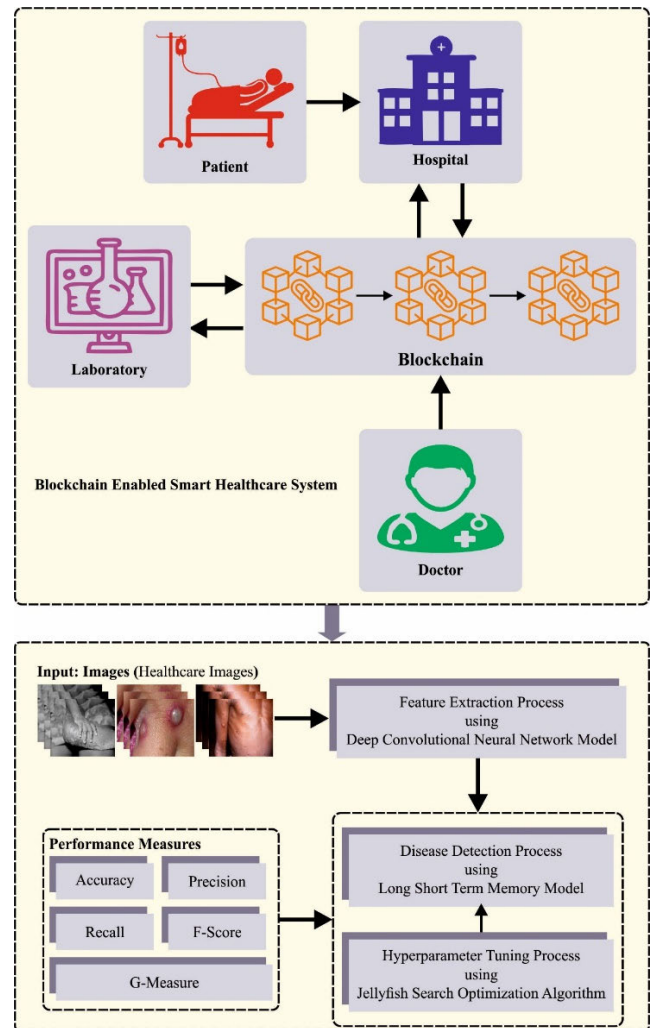 Patient
Hospital
Laboratory
Blockchain
Blockchain Enabled Smart Healthcare System
Doctor
Input: Images (Healthcare Images)
Feature Extraction Process
using
Deep Convolutional Neural Network Model
Performance Measures
Accuracy
Precision
Recall
F-Score
G-Measure
Disease Detection Process
using
Long Short Term Memory Model
Hyperparameter Tuning Process
using
Jellyfish Search Optimization Algorithm